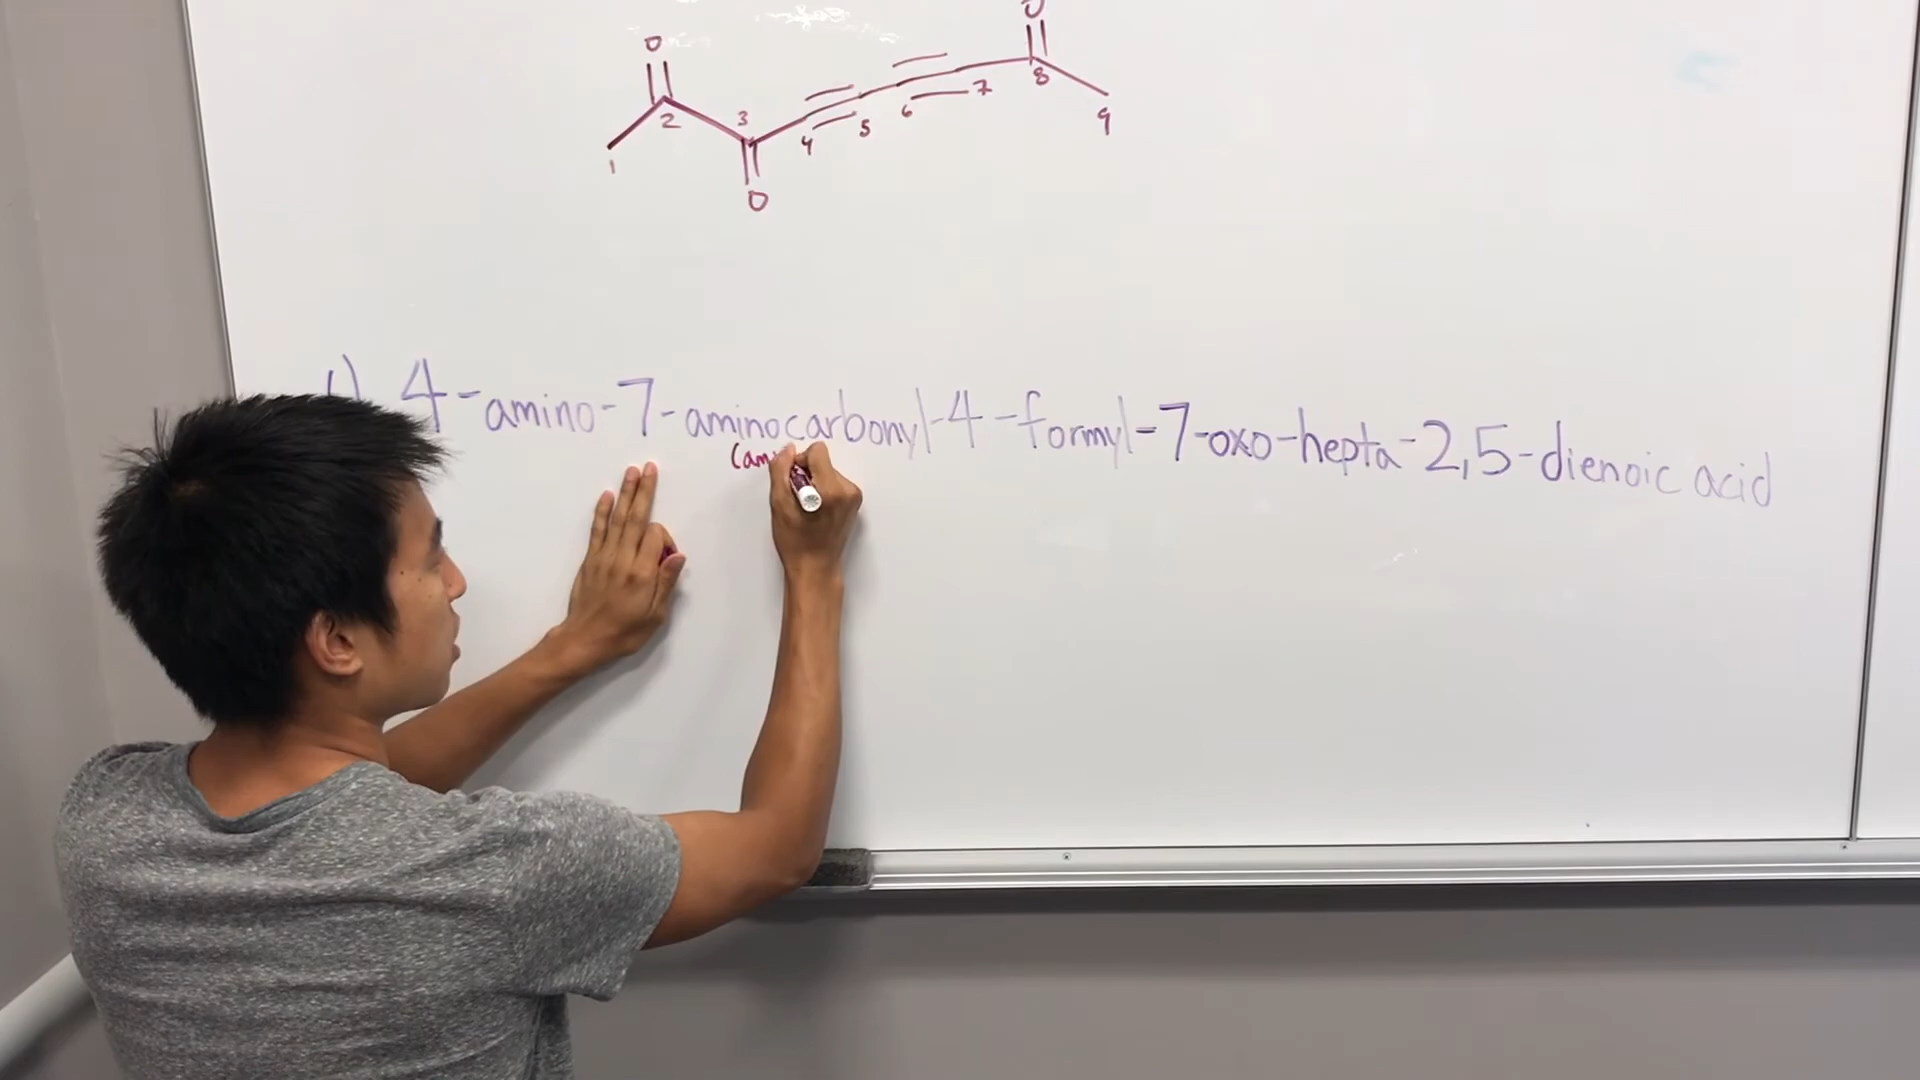 O O
1 2 3 4 5 6 7 8 9
O
4-amino-7-aminocarbonyl-4-formyl-7-oxo-hepta-2,5-dienoic acid
(am